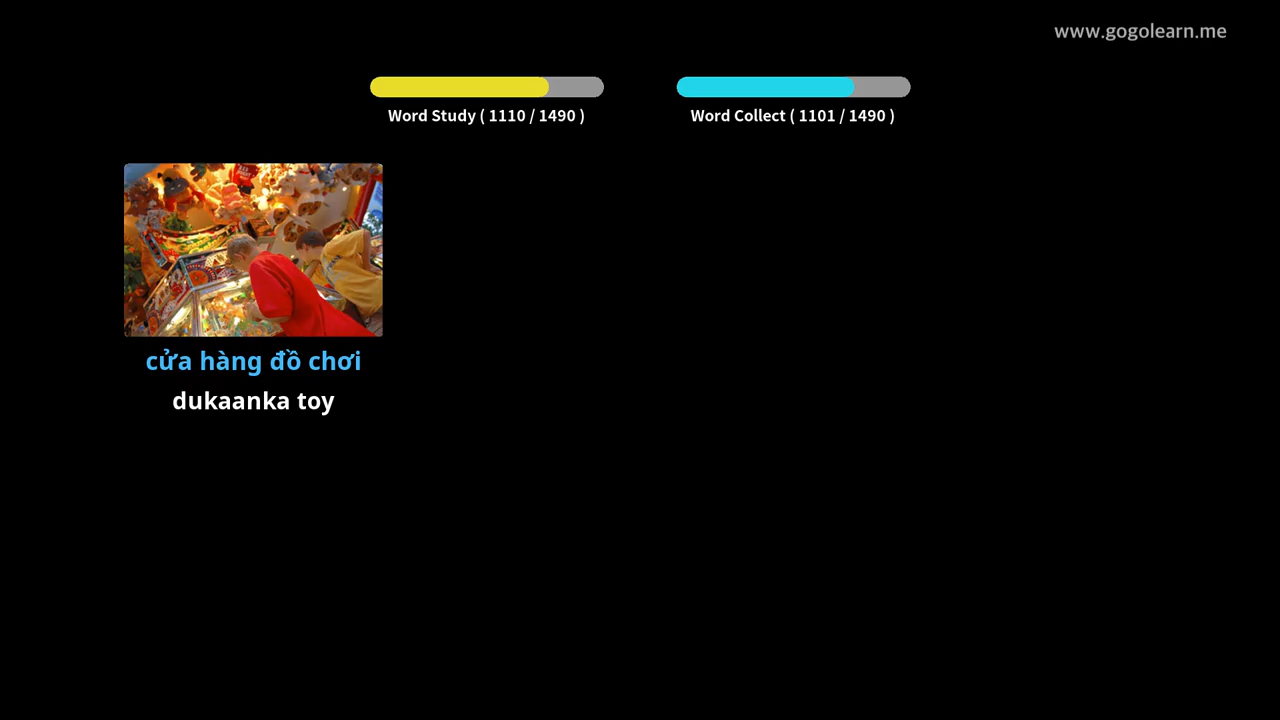 www.gogolearn.me
Word Study ( 1110 / 1490 )
Word Collect ( 1101 / 1490 )
cửa hàng đồ chơi
dukaanka toy